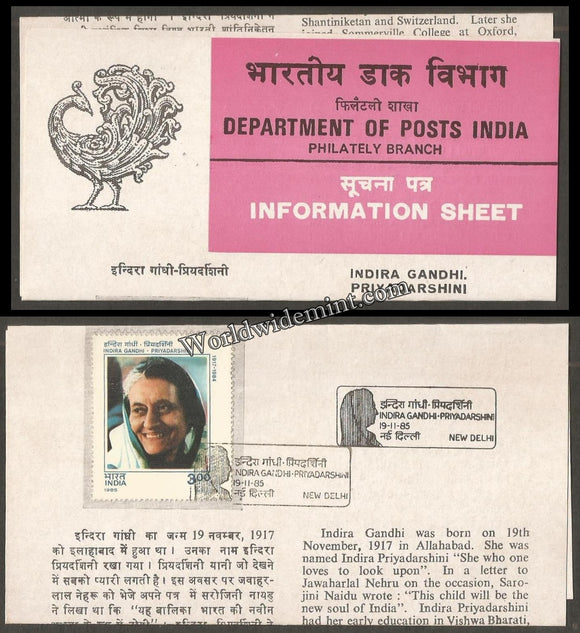 Shantiniketan and Switzerland. Later she
joined Sommerville College at Oxford,
भारतीय डाक विभाग
फिलैटली शाखा
DEPARTMENT OF POSTS INDIA
PHILATELY BRANCH
सूचना पत्र
INFORMATION SHEET
इन्दिरा गांधी-प्रियदर्शिनी
INDIRA GANDHI.
PRIYADARSHINI
Worldwidemint.com
इन्दिरा गांधी - प्रियदर्शिनी
INDIRA GANDHI - PRIYADARSHINI
1917-1984
भारत
INDIA
1985
3.00
इन्दिरा गांधी-प्रियदर्शिनी
INDIRA GANDHI-PRIYADARSHINI
19-11-85
नई दिल्ली NEW DELHI
इन्दिरा गांधी-प्रियदर्शिनी
INDIRA GANDHI-PRIYADARSHINI
19-11-85
नई दिल्ली NEW DELHI
इन्दिरा गांधी का जन्म 19 नवम्बर, 1917
को इलाहाबाद में हुआ था। उनका नाम इन्दिरा
प्रियदर्शिनी रखा गया। प्रियदर्शिनी यानी जो देखने
में सबको प्यारी लगती है। इस अवसर पर जवाहर-
लाल नेहरू को भेजे अपने पत्र में सरोजिनी नायडू
ने लिखा था कि "यह बालिका भारत की नवीन
Indira Gandhi was born on 19th
November, 1917 in Allahabad. She was
named Indira Priyadarshini "She who one
loves to look upon". In a letter to
Jawaharlal Nehru on the occasion, Saro-
jini Naidu wrote : "This child will be the
new soul of India". Indira Priyadarshini
had her early education in Vishwa Bharati,